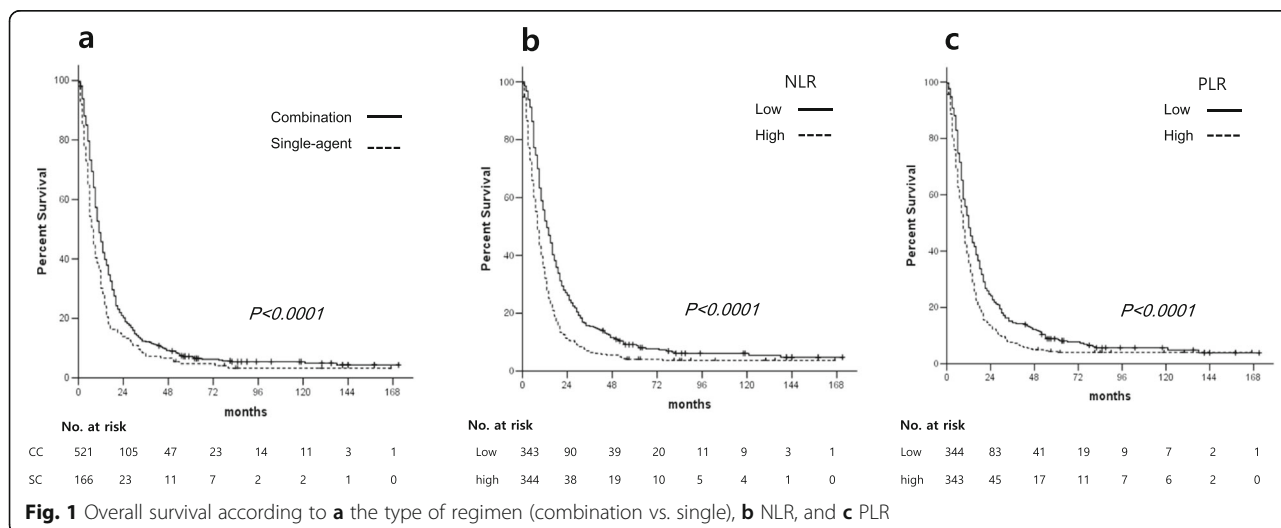 a
100
80
60
40
20
0
Percent Survival
Combination
Single-agent
P<0.0001
0 24 48 72 96 120 144 168
months
No. at risk
CC 521 105 47 23 14 11 3 1
SC 166 23 11 7 2 2 1 0
b
100
80
60
40
20
0
Percent Survival
NLR
Low
High
P<0.0001
0 24 48 72 96 120 144 168
months
No. at risk
Low 343 90 39 20 11 9 3 1
high 344 38 19 10 5 4 1 0
c
100
80
60
40
20
0
Percent Survival
PLR
Low
High
P<0.0001
0 24 48 72 96 120 144 168
months
No. at risk
Low 344 83 41 19 9 7 2 1
high 343 45 17 11 7 6 2 0
Fig. 1 Overall survival according to a the type of regimen (combination vs. single), b NLR, and c PLR